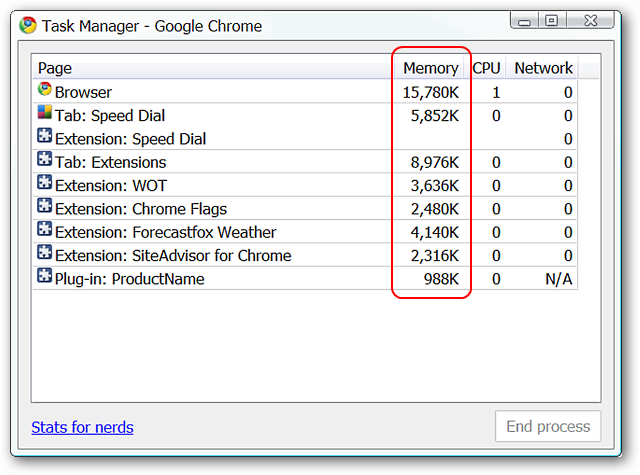 Task Manager - Google Chrome
Page Memory CPU Network
Browser 15,780K 1 0
Tab: Speed Dial 5,852K 0 0
Extension: Speed Dial 0
Tab: Extensions 8,976K 0 0
Extension: WOT 3,636K 0 0
Extension: Chrome Flags 2,480K 0 0
Extension: Forecastfox Weather 4,140K 0 0
Extension: SiteAdvisor for Chrome 2,316K 0 0
Plug-in: ProductName 988K 0 N/A
Stats for nerds End process